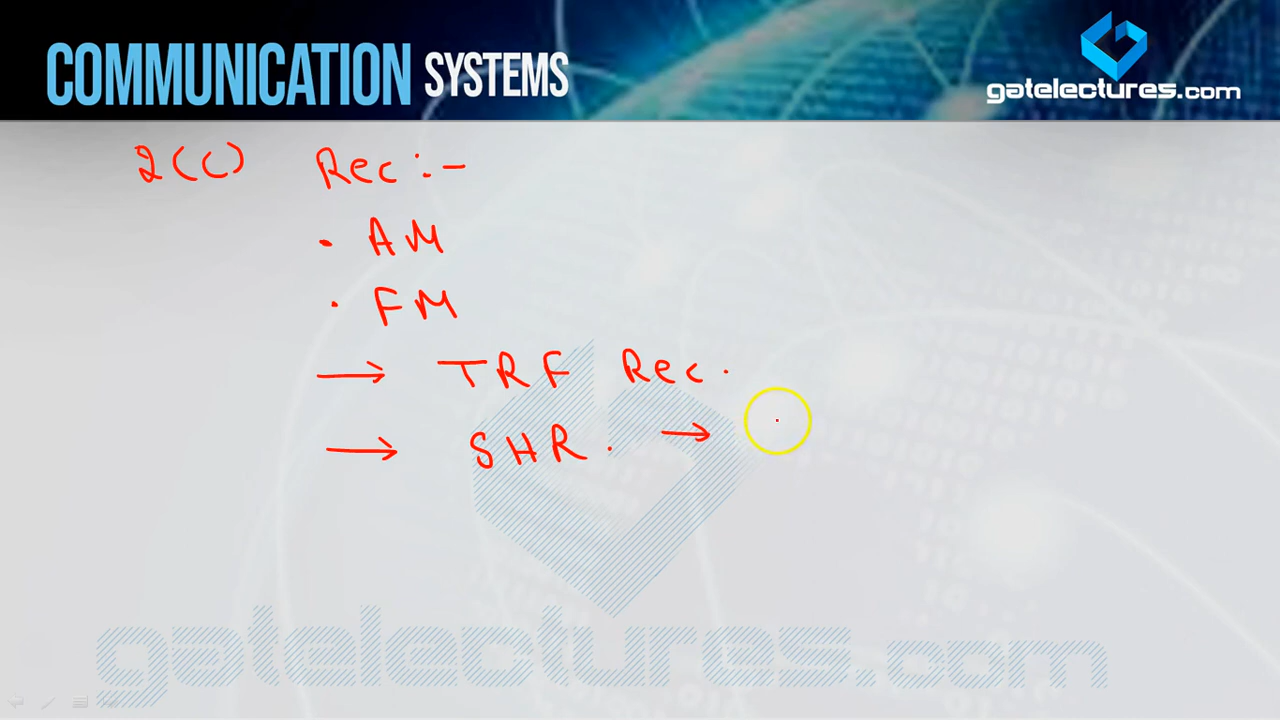 COMMUNICATION SYSTEMS
gatelectures.com
2(C) Rec :-
• AM
• FM
→ TRF Rec.
→ SHR. →
gatelectures.com